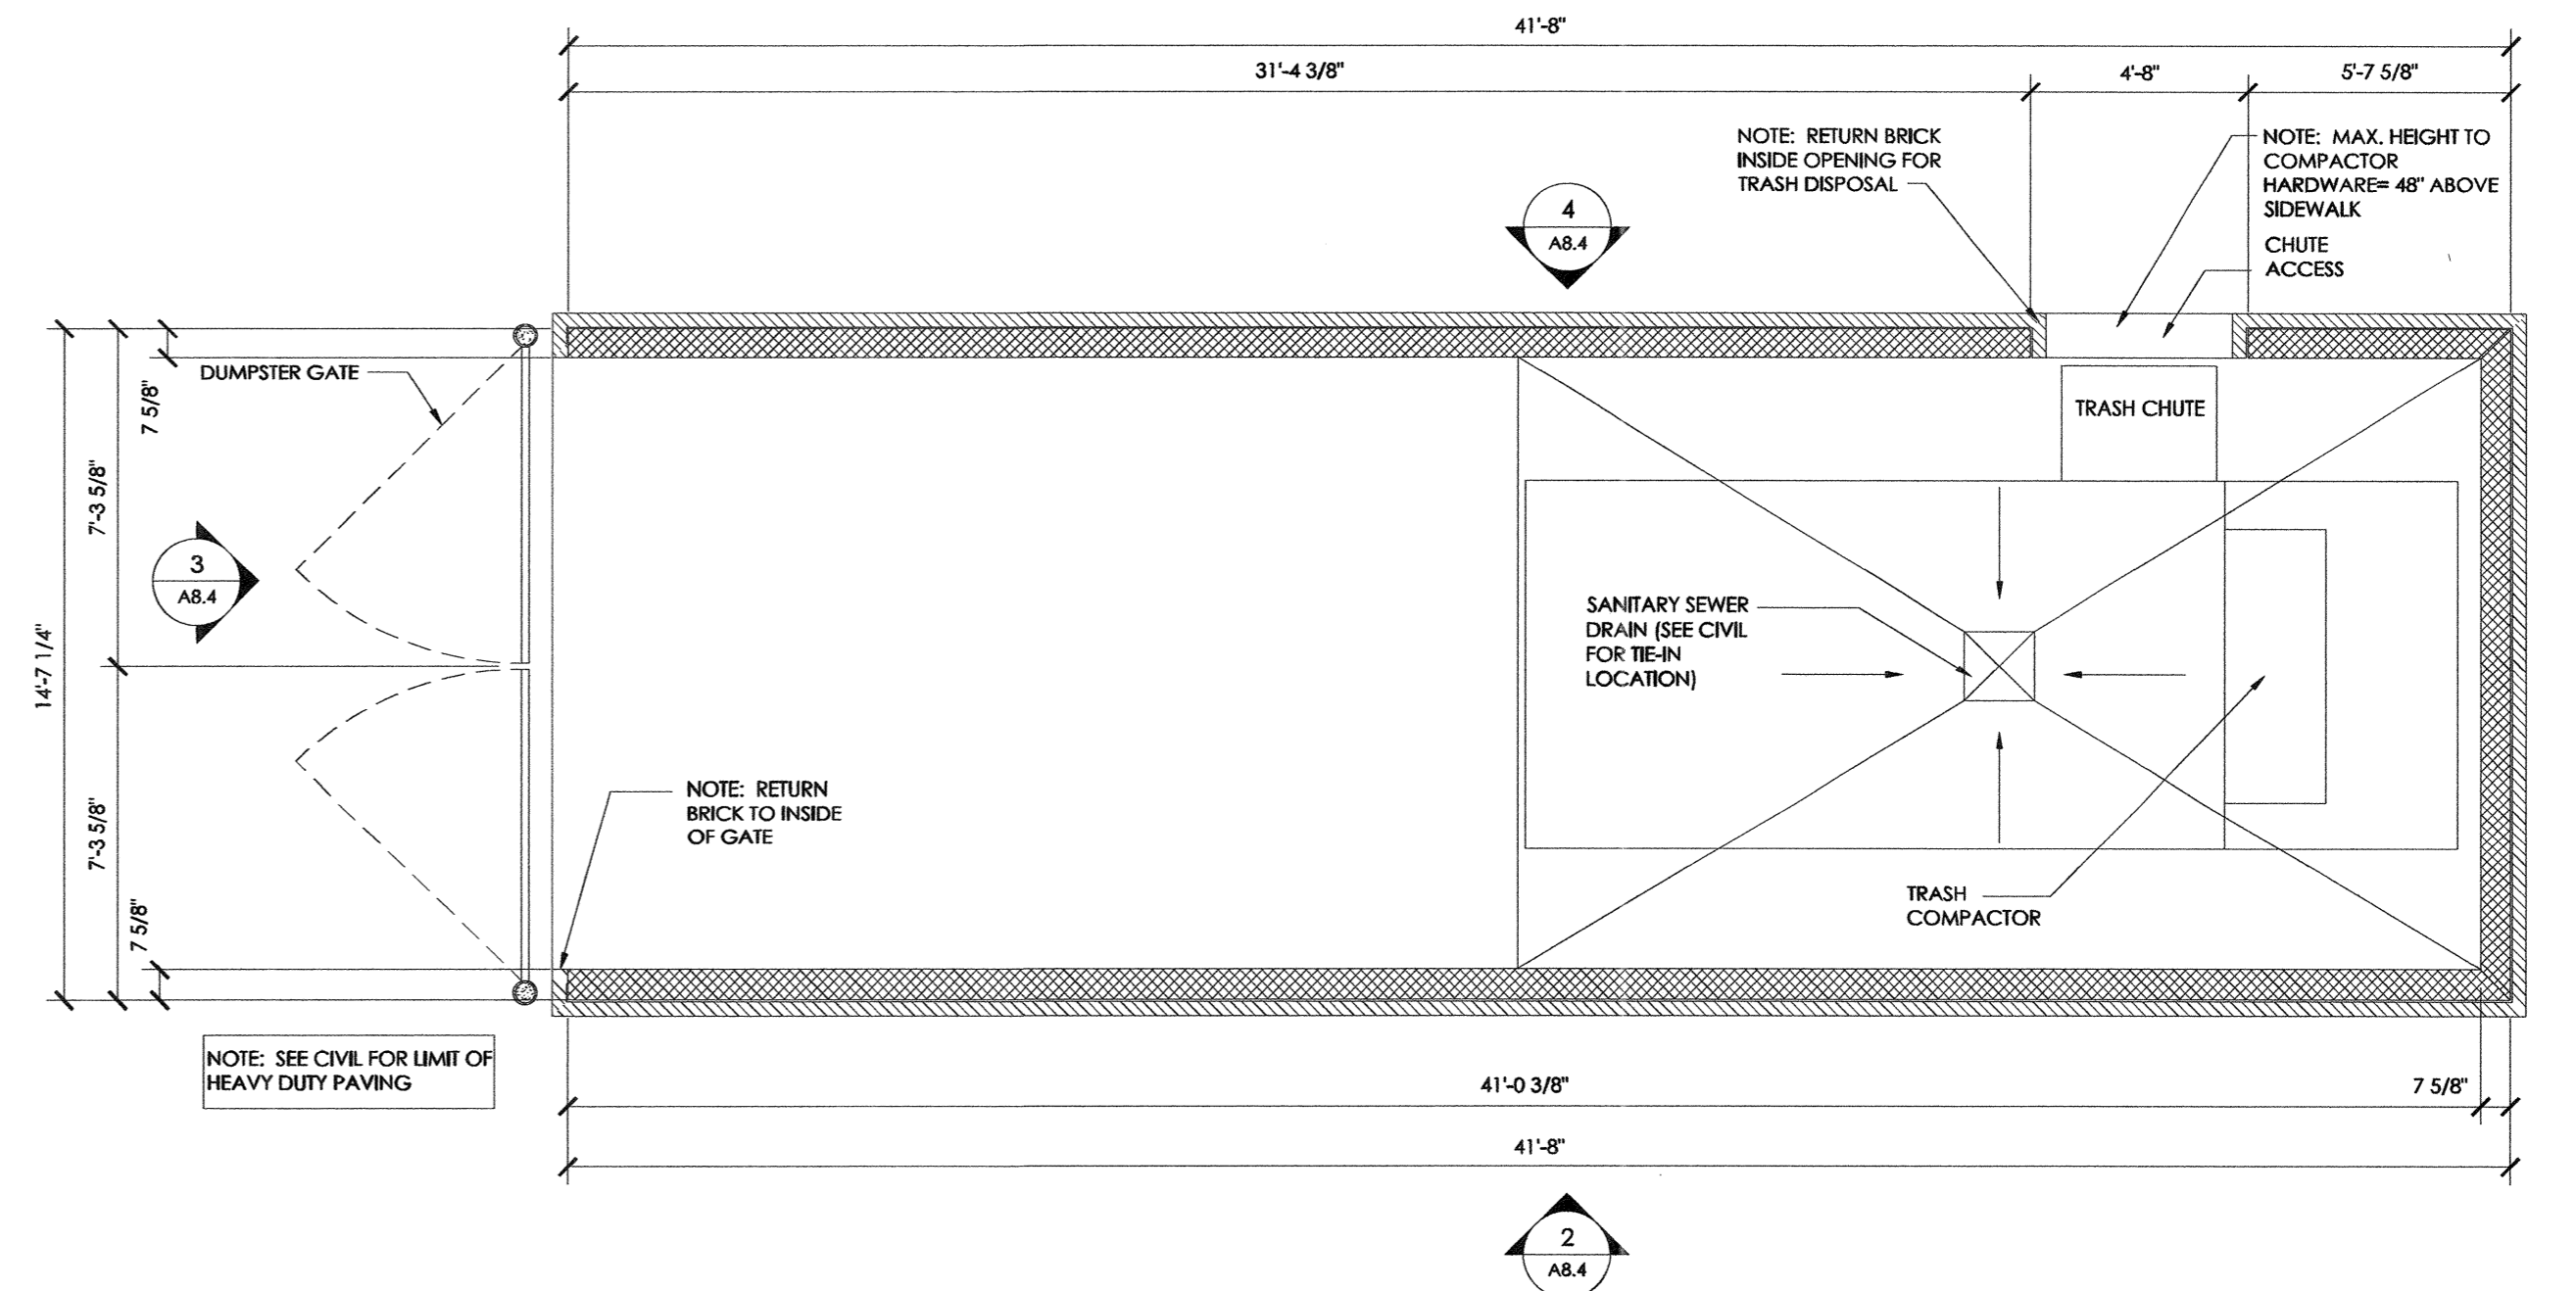 41'-8"
31'-4 3/8"
4'-8"
5'-7 5/8"
NOTE: RETURN BRICK
INSIDE OPENING FOR
TRASH DISPOSAL
NOTE: MAX. HEIGHT TO
COMPACTOR
HARDWARE= 48" ABOVE
SIDEWALK
CHUTE
ACCESS
4
A8.4
DUMPSTER GATE
7 5/8"
7'-3 5/8"
14'-7 1/4"
7'-3 5/8"
7 5/8"
3
A8.4
TRASH CHUTE
SANITARY SEWER
DRAIN (SEE CIVIL
FOR TIE-IN
LOCATION)
NOTE: RETURN
BRICK TO INSIDE
OF GATE
TRASH
COMPACTOR
NOTE: SEE CIVIL FOR LIMIT OF
HEAVY DUTY PAVING
41'-0 3/8"
7 5/8"
41'-8"
2
A8.4